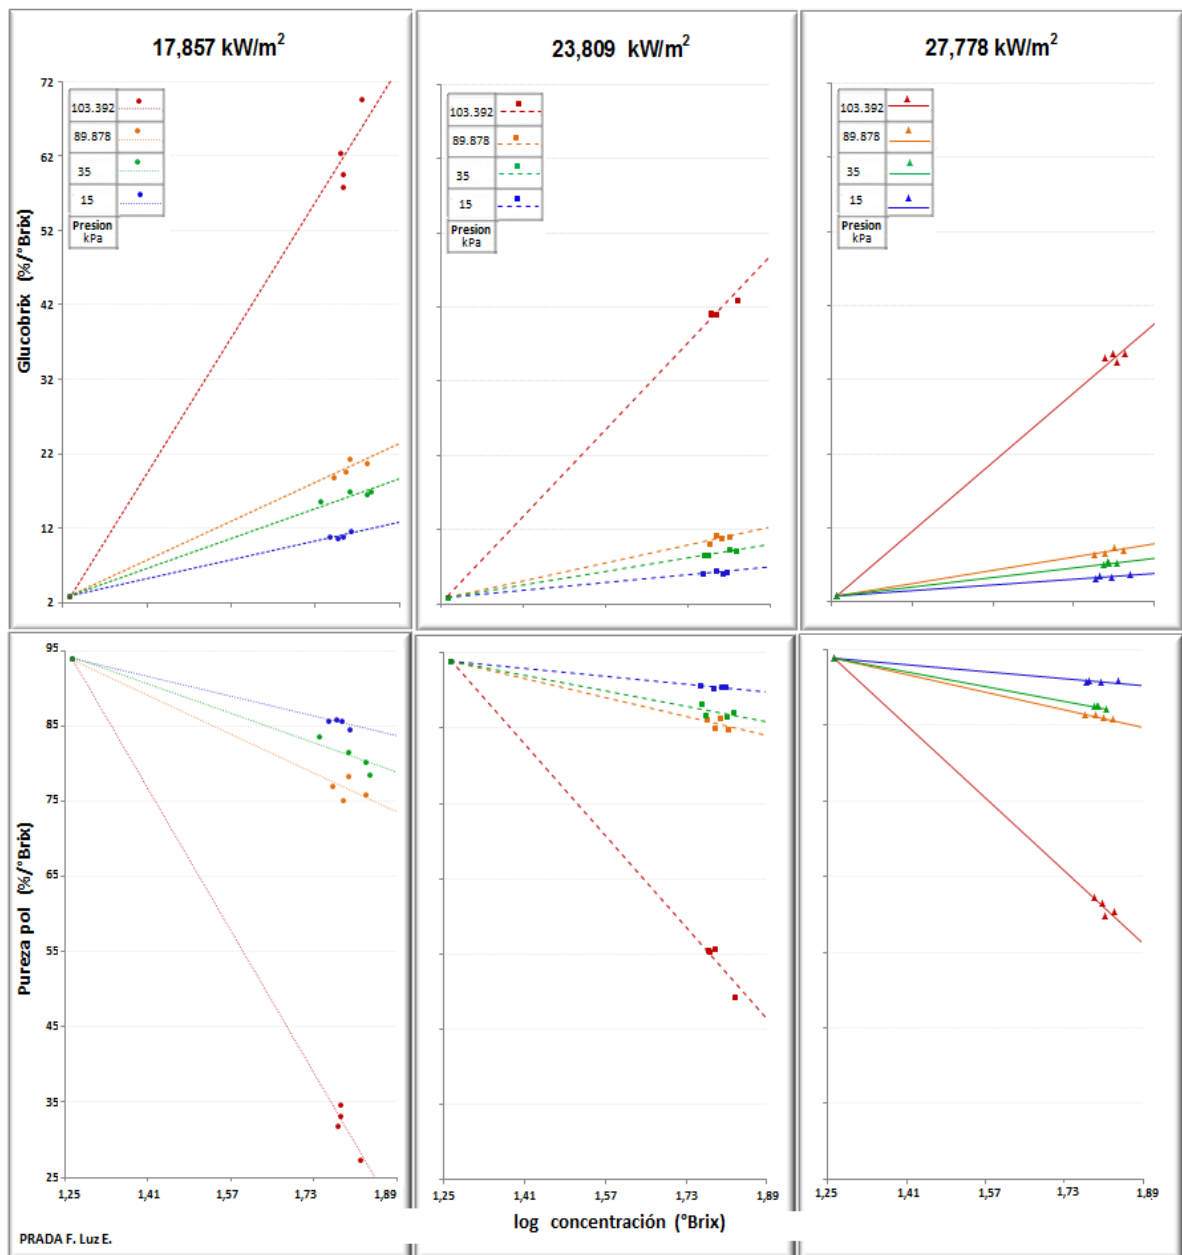 17,857 kW/m²
23,809 kW/m²
27,778 kW/m²
Glucobrix (%/°Brix)
72
62
52
42
32
22
12
2
103.392
89.878
35
15
Presion
kPa
103.392
89.878
35
15
Presion
kPa
103.392
89.878
35
15
Presion
kPa
Pureza pol (%/°Brix)
95
85
75
65
55
45
35
25
1,25 1,41 1,57 1,73 1,89
1,25 1,41 1,57 1,73 1,89
1,25 1,41 1,57 1,73 1,89
log concentración (°Brix)
PRADA F. Luz E.